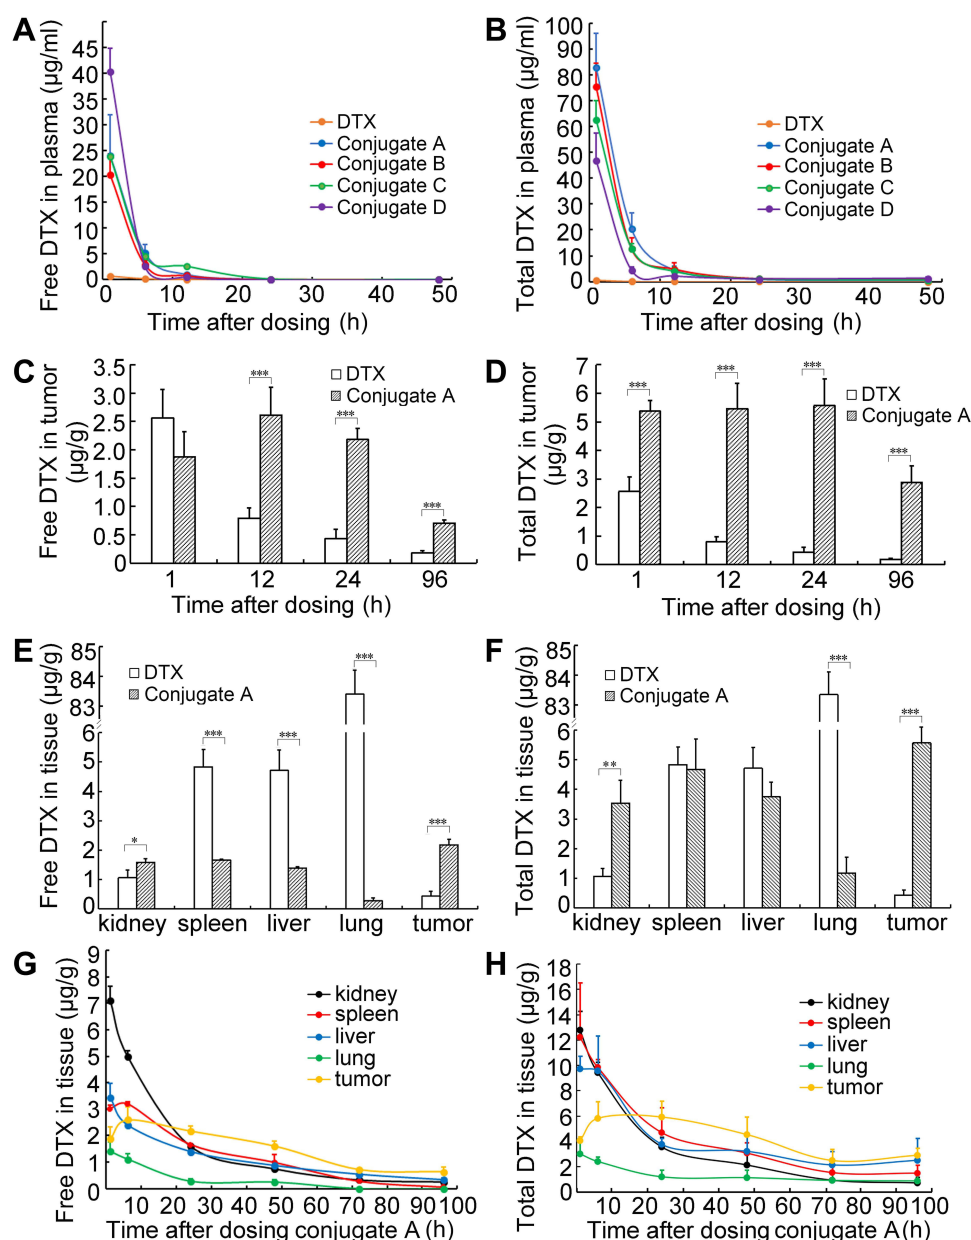 A
Free DTX in plasma (µg/ml)
45
40
35
30
25
20
15
10
5
0
0 10 20 30 40 50
Time after dosing (h)
DTX
Conjugate A
Conjugate B
Conjugate C
Conjugate D
B
Total DTX in plasma (µg/ml)
100
90
80
70
60
50
40
30
20
10
0
0 10 20 30 40 50
Time after dosing (h)
DTX
Conjugate A
Conjugate B
Conjugate C
Conjugate D
C
Free DTX in tumor
(µg/g)
3.5
3.0
2.5
2.0
1.5
1.0
0.5
0
*** *** ***
DTX
Conjugate A
1 12 24 96
Time after dosing (h)
D
Total DTX in tumor
(µg/g)
7
6
5
4
3
2
1
0
*** *** *** ***
DTX
Conjugate A
1 12 24 96
Time after dosing (h)
E
Free DTX in tissue (µg/g)
85
84
83
6
5
4
3
2
1
0
DTX
Conjugate A
* *** *** *** ***
kidney spleen liver lung tumor
F
Total DTX in tissue (µg/g)
85
84
83
6
5
4
3
2
1
0
DTX
Conjugate A
** *** ***
kidney spleen liver lung tumor
G
Free DTX in tissue (µg/g)
9
8
7
6
5
4
3
2
1
0
kidney
spleen
liver
lung
tumor
10 20 30 40 50 60 70 80 90 100
Time after dosing conjugate A (h)
H
Total DTX in tissue (µg/g)
18
16
14
12
10
8
6
4
2
0
kidney
spleen
liver
lung
tumor
10 20 30 40 50 60 70 80 90 100
Time after dosing conjugate A (h)